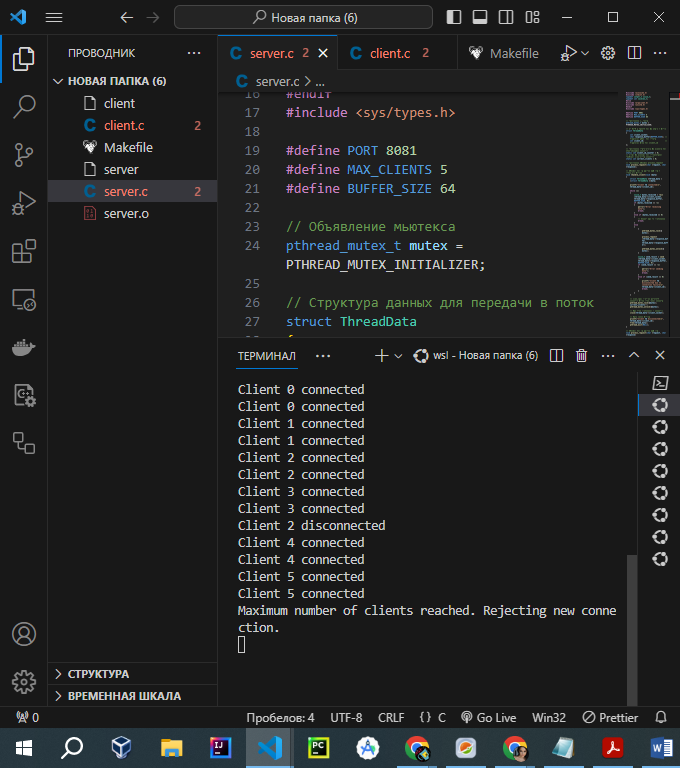 Новая папка (6)
ПРОВОДНИК
НОВАЯ ПАПКА (6)
client
client.c 2
Makefile
server
server.c 2
server.o
СТРУКТУРА
ВРЕМЕННАЯ ШКАЛА
server.c 2
client.c 2
Makefile
server.c > ...
16 #endif
17 #include <sys/types.h>
18
19 #define PORT 8081
20 #define MAX_CLIENTS 5
21 #define BUFFER_SIZE 64
22
23 // Объявление мьютекса
24 pthread_mutex_t mutex =
PTHREAD_MUTEX_INITIALIZER;
25
26 // Структура данных для передачи в поток
27 struct ThreadData
ТЕРМИНАЛ
wsl - Новая папка (6)
Client 0 connected
Client 0 connected
Client 1 connected
Client 1 connected
Client 2 connected
Client 2 connected
Client 3 connected
Client 3 connected
Client 2 disconnected
Client 4 connected
Client 4 connected
Client 5 connected
Client 5 connected
Maximum number of clients reached. Rejecting new conne
ction.
0 Пробелов: 4 UTF-8 CRLF {} C Go Live Win32 Prettier